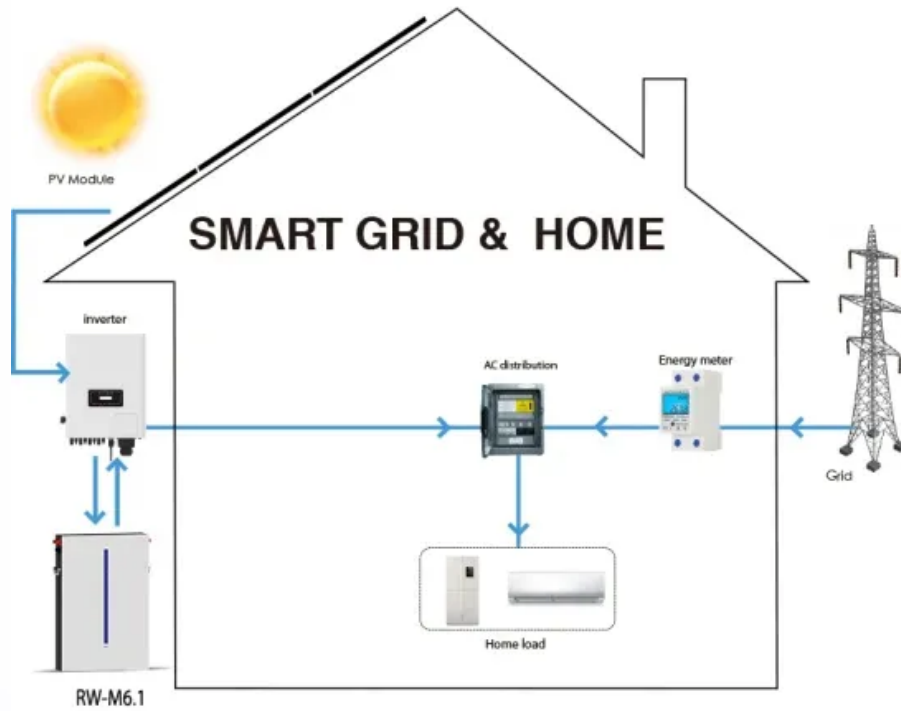 PV Module
SMART GRID & HOME
inverter
AC distribution
Energy meter
Grid
Home load
RW-M6.1